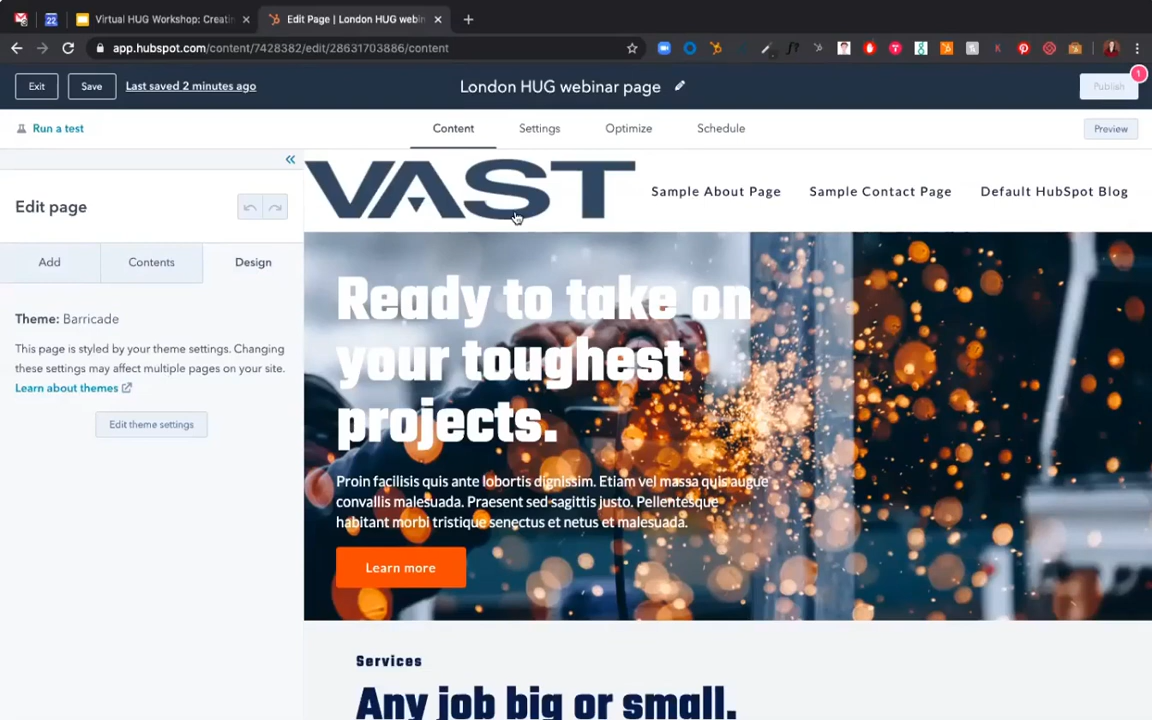 Virtual HUG Workshop: Creati
Edit Page | London HUG webin
app.hubspot.com/content/7428382/edit/28631703886/content
Exit
Save
Last saved 2 minutes ago
London HUG webinar page
Publish
1
Run a test
Content
Settings
Optimize
Schedule
Preview
Edit page
Add
Contents
Design
Theme: Barricade
This page is styled by your theme settings. Changing
these settings may affect multiple pages on your site.
Learn about themes
Edit theme settings
VAST
Sample About Page
Sample Contact Page
Default HubSpot Blog
Ready to take on
your toughest
projects.
Proin facilisis quis ante lobortis dignissim. Etiam vel massa quis augue
convallis malesuada. Praesent sed sagittis justo. Pellentesque
habitant morbi tristique senectus et netus et malesuada.
Learn more
Services
Any job big or small.